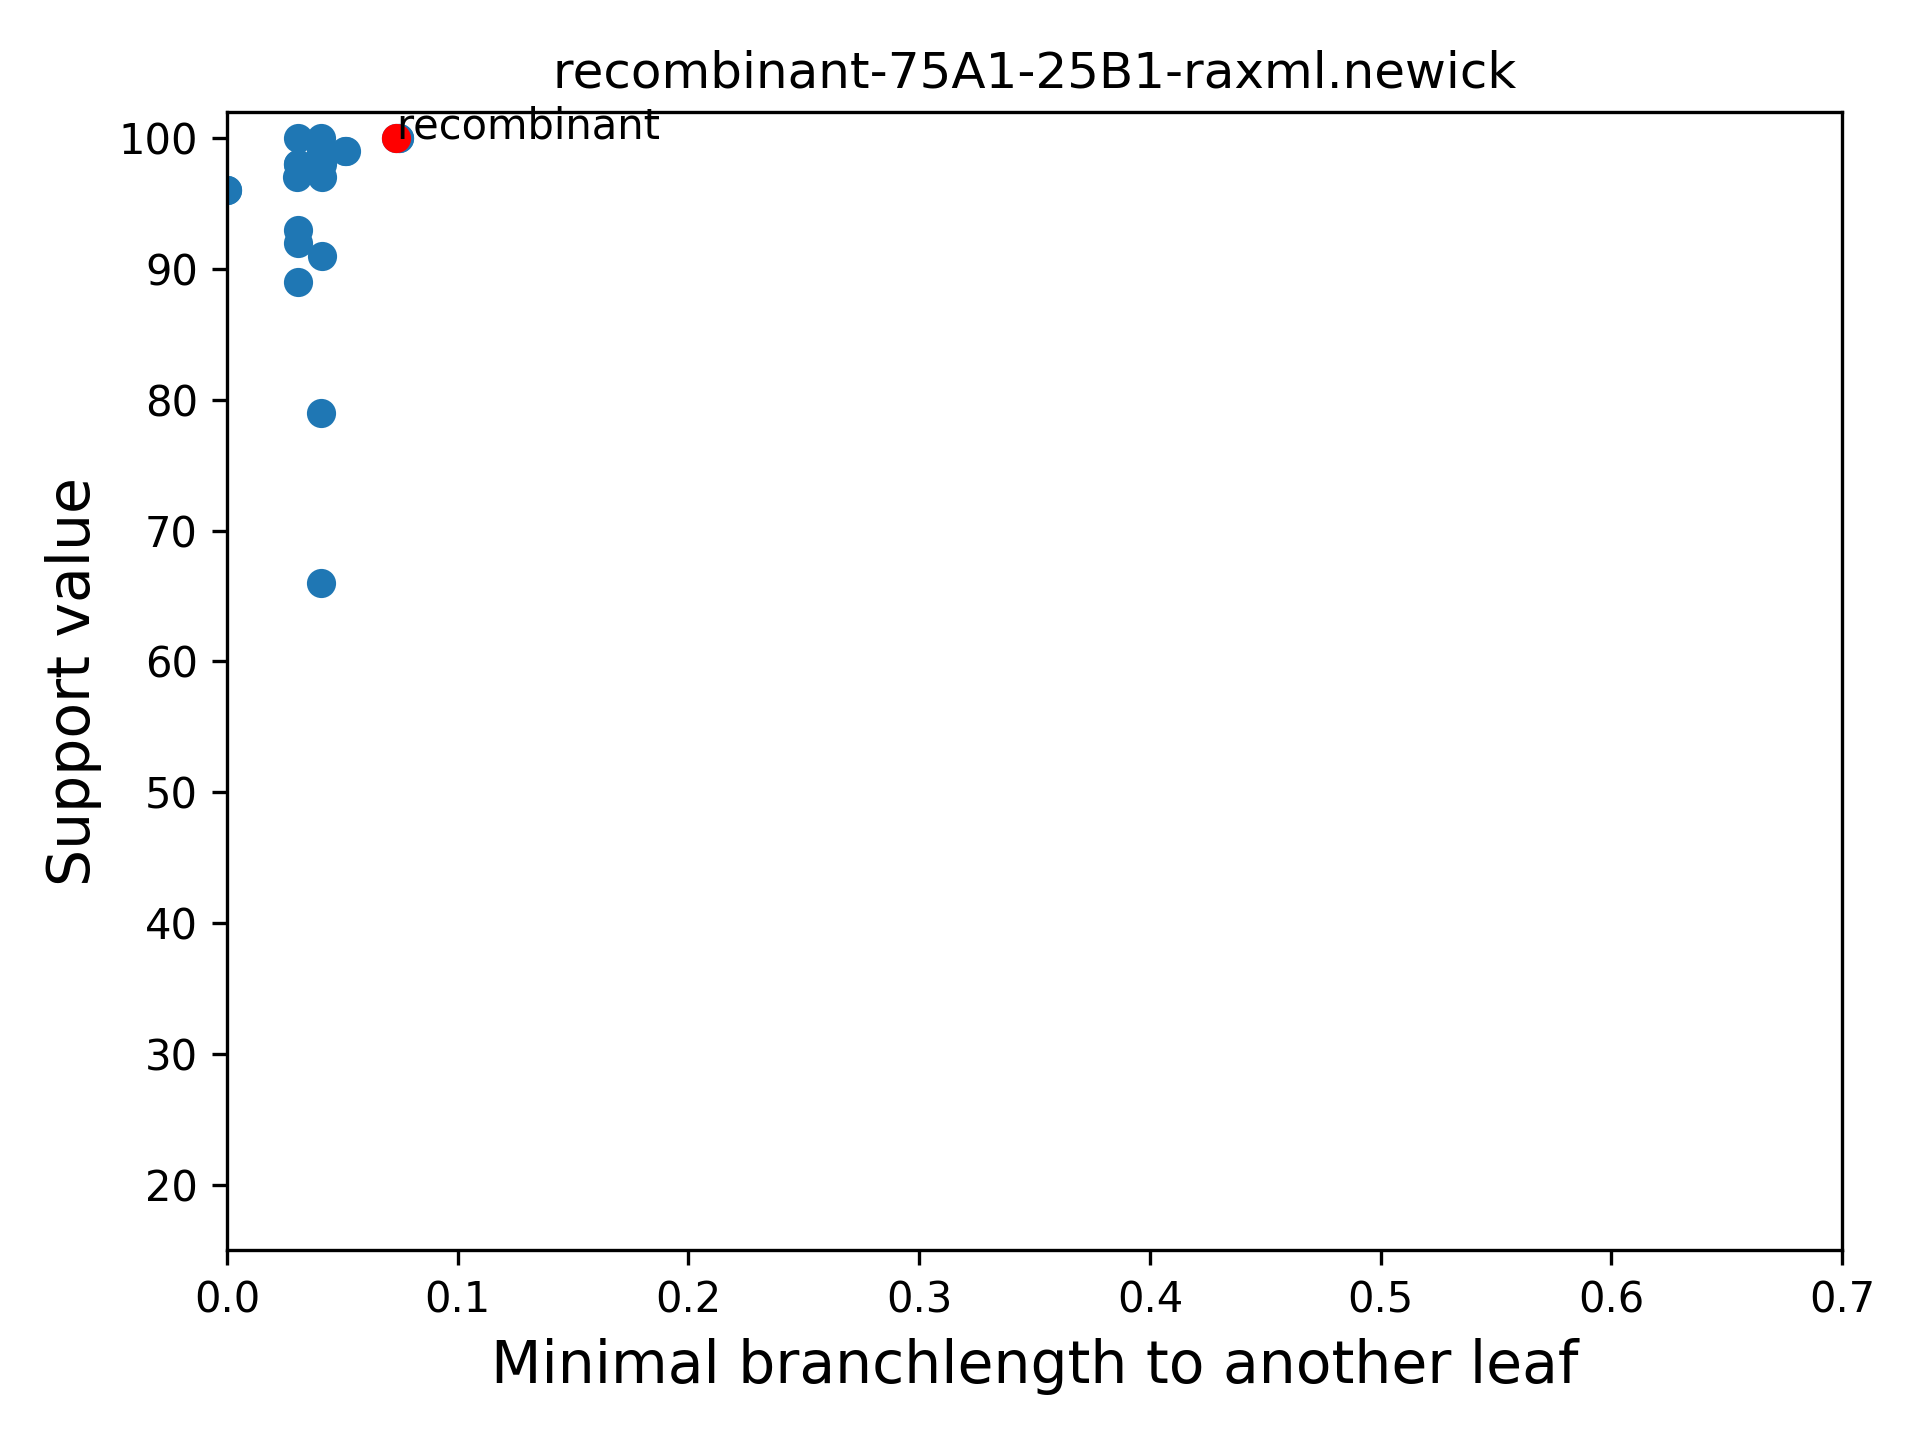 recombinant-75A1-25B1-raxml.newick
recombinant
100
90
80
70
60
50
40
30
20
Support value
0.0 0.1 0.2 0.3 0.4 0.5 0.6 0.7
Minimal branchlength to another leaf